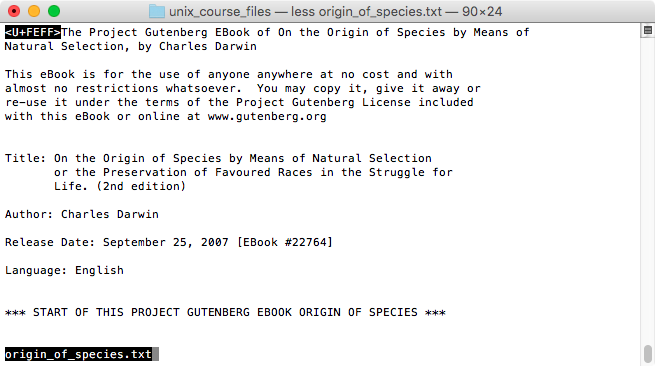 unix_course_files — less origin_of_species.txt — 90×24
<U+FEFF>The Project Gutenberg EBook of On the Origin of Species by Means of
Natural Selection, by Charles Darwin
This eBook is for the use of anyone anywhere at no cost and with
almost no restrictions whatsoever.  You may copy it, give it away or
re-use it under the terms of the Project Gutenberg License included
with this eBook or online at www.gutenberg.org
Title: On the Origin of Species by Means of Natural Selection
or the Preservation of Favoured Races in the Struggle for
Life. (2nd edition)
Author: Charles Darwin
Release Date: September 25, 2007 [EBook #22764]
Language: English
*** START OF THIS PROJECT GUTENBERG EBOOK ORIGIN OF SPECIES ***
origin_of_species.txt